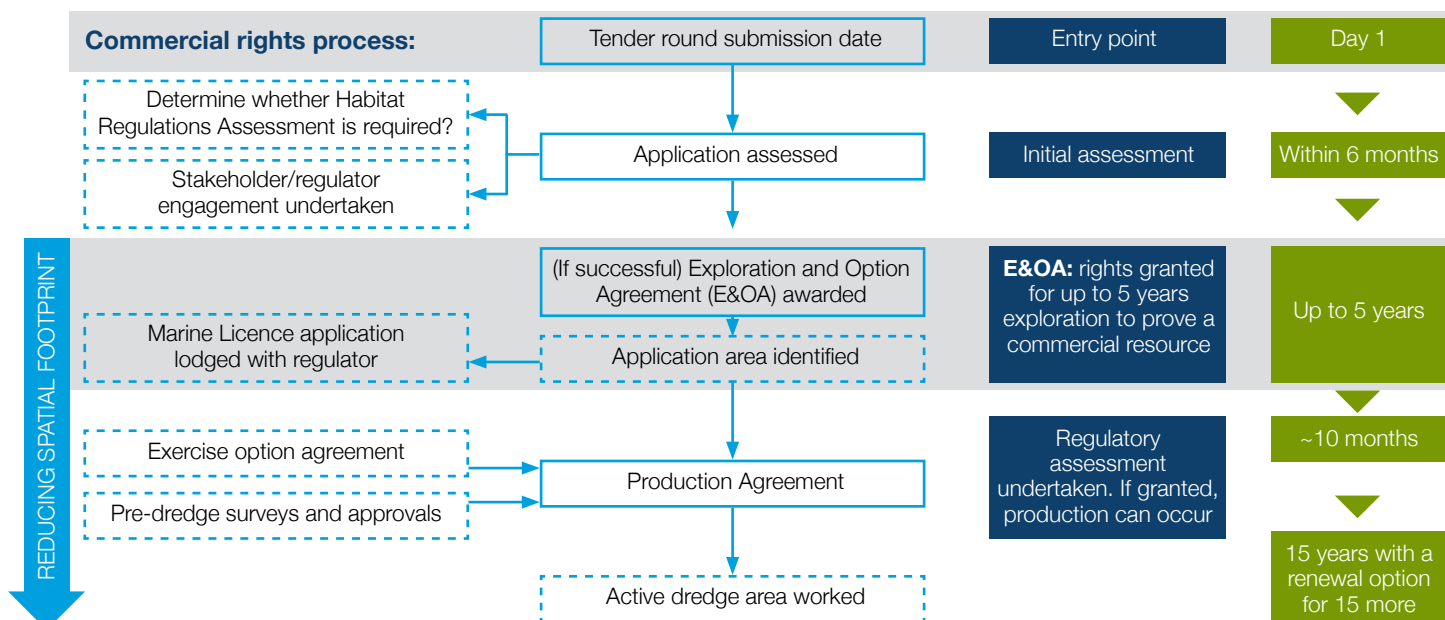 Commercial rights process:
Tender round submission date
Entry point
Day 1
Determine whether Habitat
Regulations Assessment is required?
Stakeholder/regulator
engagement undertaken
Application assessed
Initial assessment
Within 6 months
REDUCING SPATIAL FOOTPRINT
(If successful) Exploration and Option
Agreement (E&OA) awarded
E&OA: rights granted
for up to 5 years
exploration to prove a
commercial resource
Up to 5 years
Marine Licence application
lodged with regulator
Application area identified
Exercise option agreement
Pre-dredge surveys and approvals
Production Agreement
Regulatory
assessment
undertaken. If granted,
production can occur
~10 months
Active dredge area worked
15 years with a
renewal option
for 15 more